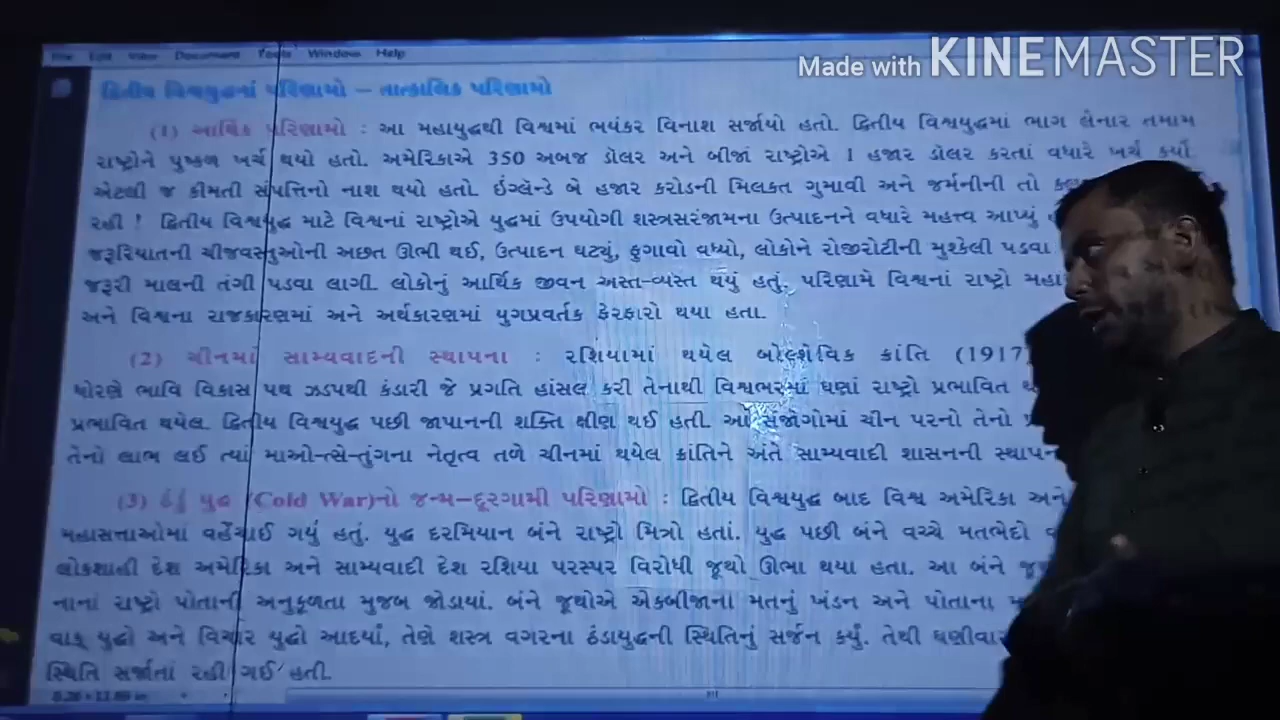 File Edit View Document Tools Window Help
Made with KINEMASTER
દ્વિતીય વિશ્વયુદ્ધનાં પરિણામો – તાત્કાલિક પરિણામો
(1) આર્થિક પરિણામો : આ મહાયુદ્ધથી વિશ્વમાં ભયંકર વિનાશ સર્જાયો હતો. દ્વિતીય વિશ્વયુદ્ધમાં ભાગ લેનાર તમામ
રાષ્ટ્રોને પુષ્કળ ખર્ચ થયો હતો. અમેરિકાએ 350 અબજ ડૉલર અને બીજાં રાષ્ટ્રોએ 1 હજાર ડૉલર કરતાં વધારે ખર્ચ કર્યો
એટલી જ કીમતી સંપત્તિનો નાશ થયો હતો. ઇંગ્લૅન્ડે બે હજાર કરોડની મિલકત ગુમાવી અને જર્મનીની તો
રહી ! દ્વિતીય વિશ્વયુદ્ધ માટે વિશ્વનાં રાષ્ટ્રોએ યુદ્ધમાં ઉપયોગી શસ્ત્રસરંજામના ઉત્પાદનને વધારે મહત્ત્વ આપ્યું
જરૂરિયાતની ચીજવસ્તુઓની અછત ઊભી થઈ, ઉત્પાદન ઘટ્યું, ફુગાવો વધ્યો, લોકોને રોજીરોટીની મુશ્કેલી પડવા
જરૂરી માલની તંગી પડવા લાગી. લોકોનું આર્થિક જીવન અસ્ત-વ્યસ્ત થયું હતું. પરિણામે વિશ્વનાં રાષ્ટ્રો મહા
અને વિશ્વના રાજકારણમાં અને અર્થકારણમાં યુગપ્રવર્તક ફેરફારો થયા હતા.
(2) ચીનમાં સામ્યવાદની સ્થાપના : રશિયામાં થયેલ બોલ્શેવિક ક્રાંતિ (1917
ધોરણે ભાવિ વિકાસ પથ ઝડપથી કંડારી જે પ્રગતિ હાંસલ કરી તેનાથી વિશ્વભરમાં ઘણાં રાષ્ટ્રો પ્રભાવિત
પ્રભાવિત થયેલ. દ્વિતીય વિશ્વયુદ્ધ પછી જાપાનની શક્તિ ક્ષીણ થઈ હતી. આ સંજોગોમાં ચીન પરનો તેનો
તેનો લાભ લઈ ત્યાં માઓ-ત્સે-તુંગના નેતૃત્વ તળે ચીનમાં થયેલ ક્રાંતિને અંતે સામ્યવાદી શાસનની સ્થાપન
(3) ઠંડું યુદ્ધ (Cold War)નો જન્મ–દૂરગામી પરિણામો : દ્વિતીય વિશ્વયુદ્ધ બાદ વિશ્વ અમેરિકા અને
મહાસત્તાઓમાં વહેંચાઈ ગયું હતું. યુદ્ધ દરમિયાન બંને રાષ્ટ્રો મિત્રો હતાં. યુદ્ધ પછી બંને વચ્ચે મતભેદો
લોકશાહી દેશ અમેરિકા અને સામ્યવાદી દેશ રશિયા પરસ્પર વિરોધી જૂથો ઊભા થયા હતા. આ બંને
નાનાં રાષ્ટ્રો પોતાની અનુકૂળતા મુજબ જોડાયાં. બંને જૂથોએ એકબીજાના મતનું ખંડન અને પોતાના
વાક્ યુદ્ધો અને વિચાર યુદ્ધો આદર્યાં, તેણે શસ્ત્ર વગરના ઠંડાયુદ્ધની સ્થિતિનું સર્જન કર્યું. તેથી ઘણીવાર
સ્થિતિ સર્જાતાં રહી ગઈ હતી.